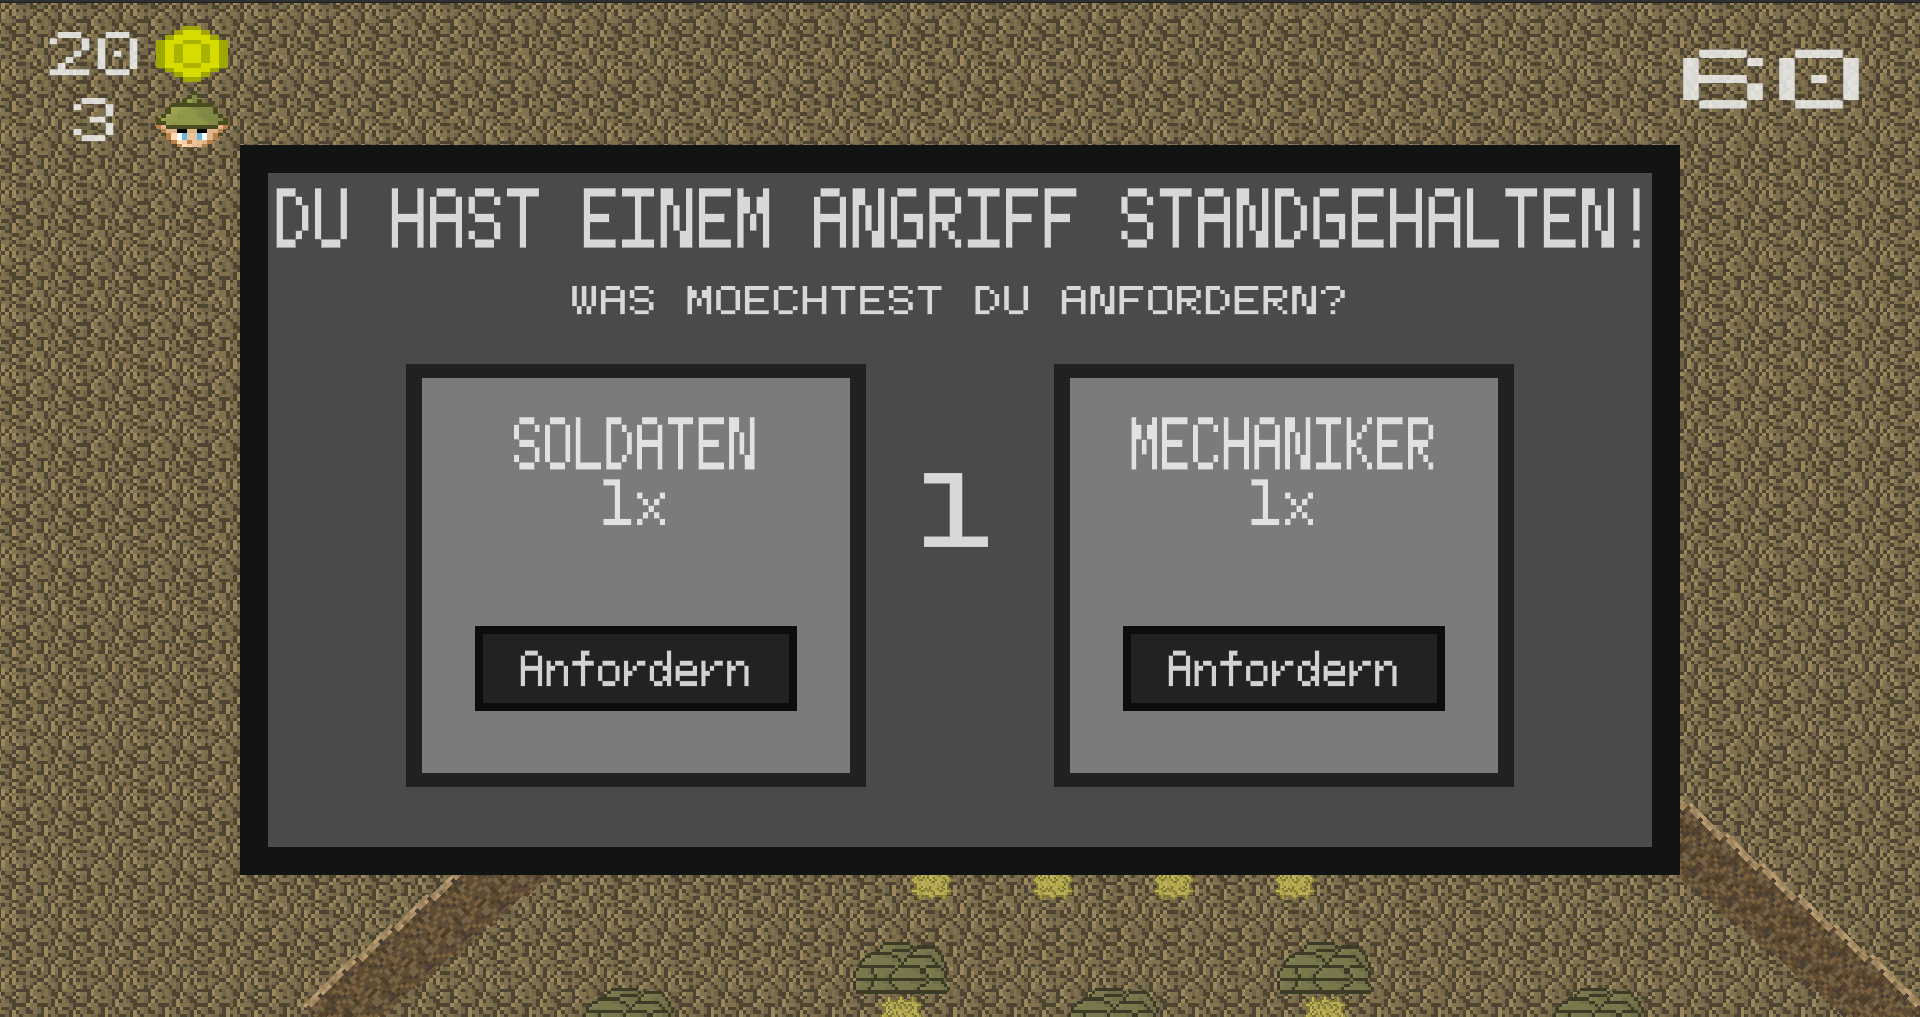 20
3
60
DU HAST EINEM ANGRIFF STANDGEHALTEN!
WAS MOECHTEST DU ANFORDERN?
SOLDATEN
1x
Anfordern
1
MECHANIKER
1x
Anfordern